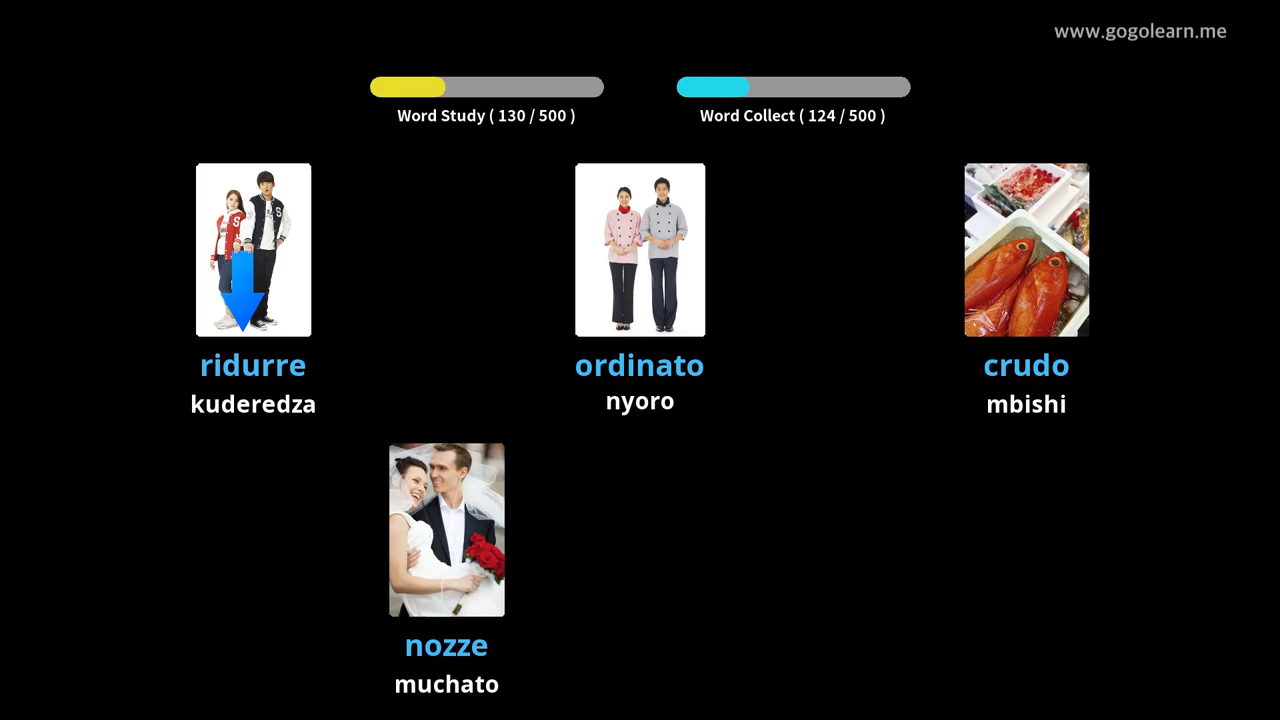 www.gogolearn.me
Word Study ( 130 / 500 )
Word Collect ( 124 / 500 )
ridurre
kuderedza
ordinato
nyoro
crudo
mbishi
nozze
muchato